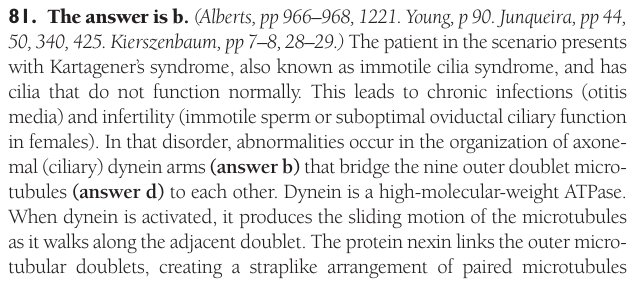 81. The answer is b. (Alberts, pp 966–968, 1221. Young, p 90. Junqueira, pp 44,
50, 340, 425. Kierszenbaum, pp 7–8, 28–29.) The patient in the scenario presents
with Kartagener's syndrome, also known as immotile cilia syndrome, and has
cilia that do not function normally. This leads to chronic infections (otitis
media) and infertility (immotile sperm or suboptimal oviductal ciliary function
in females). In that disorder, abnormalities occur in the organization of axone-
mal (ciliary) dynein arms (answer b) that bridge the nine outer doublet micro-
tubules (answer d) to each other. Dynein is a high-molecular-weight ATPase.
When dynein is activated, it produces the sliding motion of the microtubules
as it walks along the adjacent doublet. The protein nexin links the outer micro-
tubular doublets, creating a straplike arrangement of paired microtubules